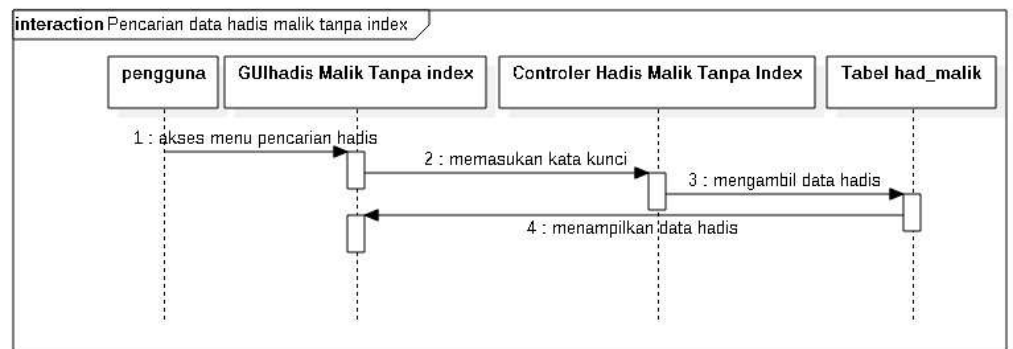 interaction Pencarian data hadis malik tanpa index
pengguna
GUIhadis Malik Tanpa index
Controler Hadis Malik Tanpa Index
Tabel had_malik
1 : akses menu pencarian hadis
2 : memasukan kata kunci
3 : mengambil data hadis
4 : menampilkan data hadis